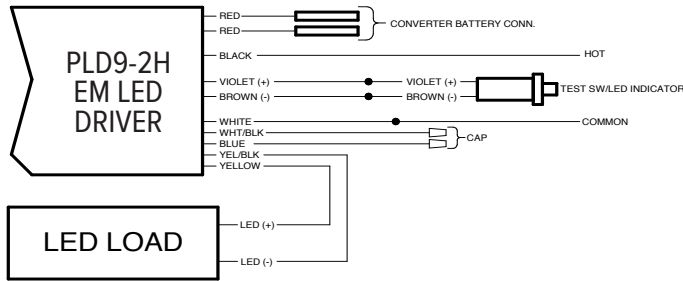 PLD9-2H
EM LED
DRIVER
RED
RED
CONVERTER BATTERY CONN.
BLACK
HOT
VIOLET (+)
VIOLET (+)
BROWN (-)
BROWN (-)
TEST SW/LED INDICATOR
WHITE
COMMON
WHT/BLK
BLUE
CAP
YEL/BLK
YELLOW
LED LOAD
LED (+)
LED (-)